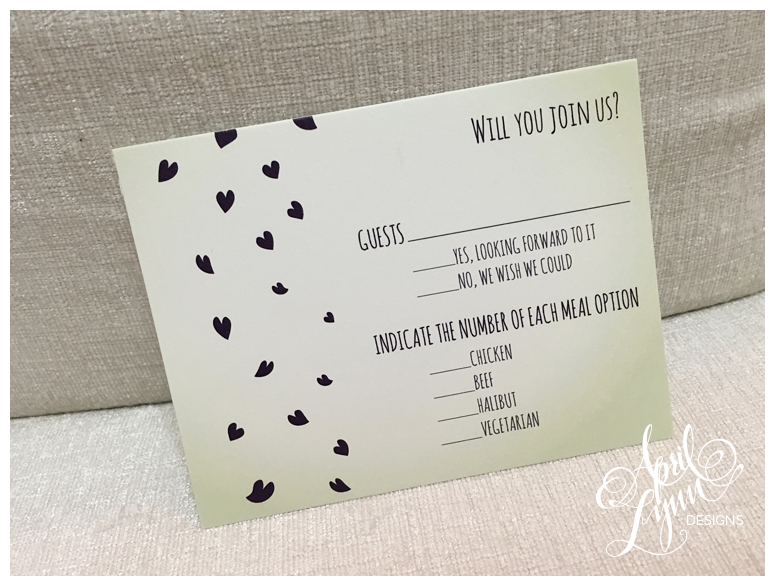 WILL YOU JOIN US?
GUESTS
YES, LOOKING FORWARD TO IT
NO, WE WISH WE COULD
INDICATE THE NUMBER OF EACH MEAL OPTION
CHICKEN
BEEF
HALIBUT
VEGETARIAN
April
Lynn
DESIGNS